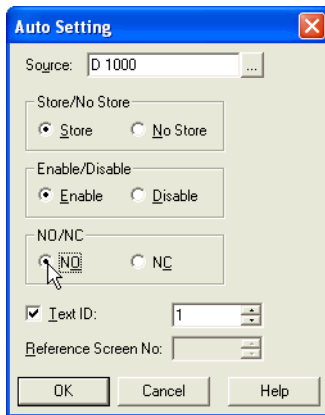 Auto Setting
Source: D 1000 ...
Store/No Store
Store No Store
Enable/Disable
Enable Disable
NO/NC
NO NC
Text ID: 1
Reference Screen No:
OK Cancel Help